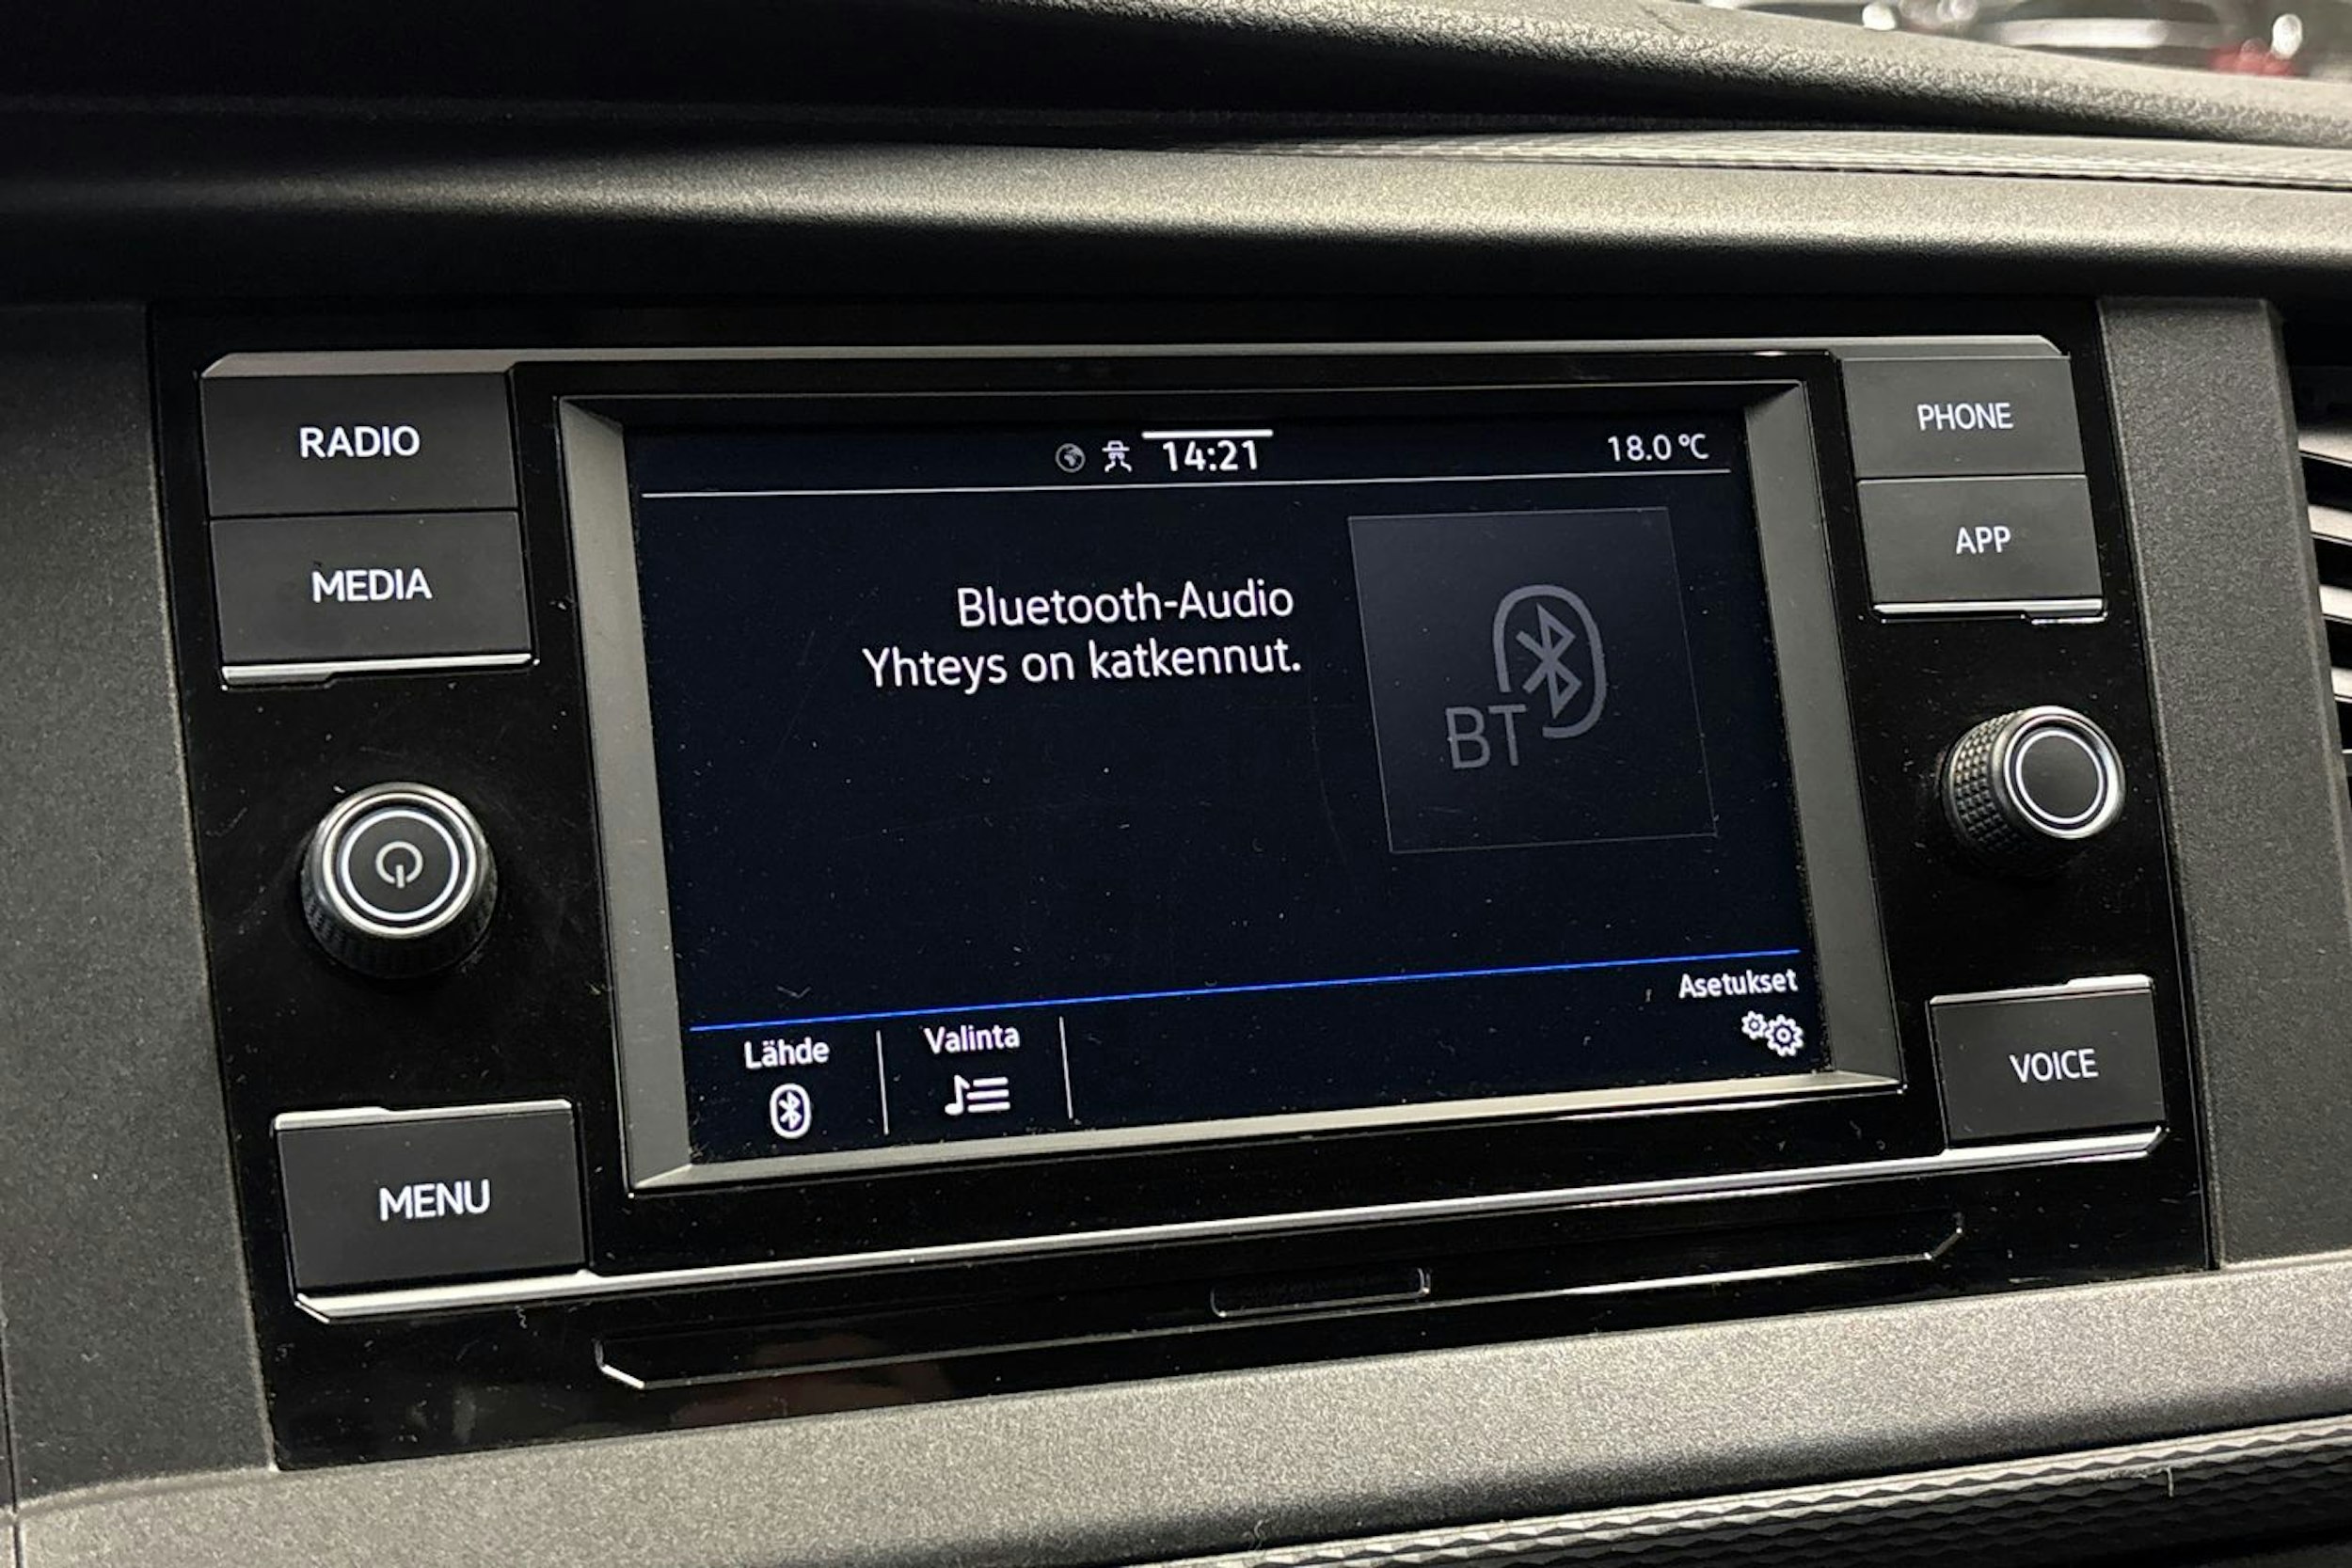 RADIO
MEDIA
MENU
14:21
18.0 °C
Bluetooth-Audio
Yhteys on katkennut.
BT
Asetukset
Lähde
Valinta
PHONE
APP
VOICE